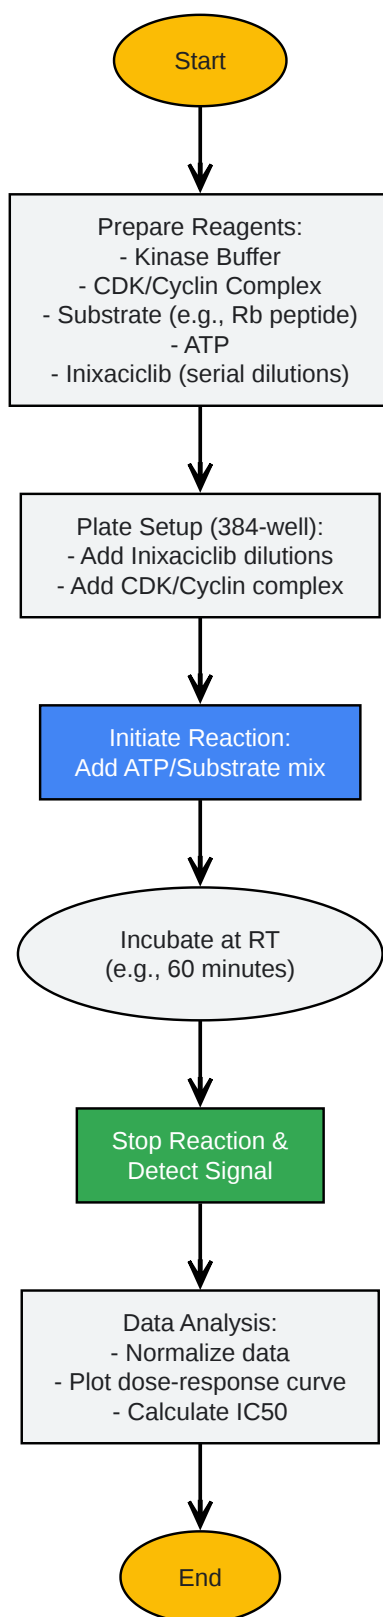 Start
Prepare Reagents:
- Kinase Buffer
- CDK/Cyclin Complex
- Substrate (e.g., Rb peptide)
- ATP
- Inixaciclib (serial dilutions)
Plate Setup (384-well):
- Add Inixaciclib dilutions
- Add CDK/Cyclin complex
Initiate Reaction:
Add ATP/Substrate mix
Incubate at RT
(e.g., 60 minutes)
Stop Reaction &
Detect Signal
Data Analysis:
- Normalize data
- Plot dose-response curve
- Calculate IC50
End